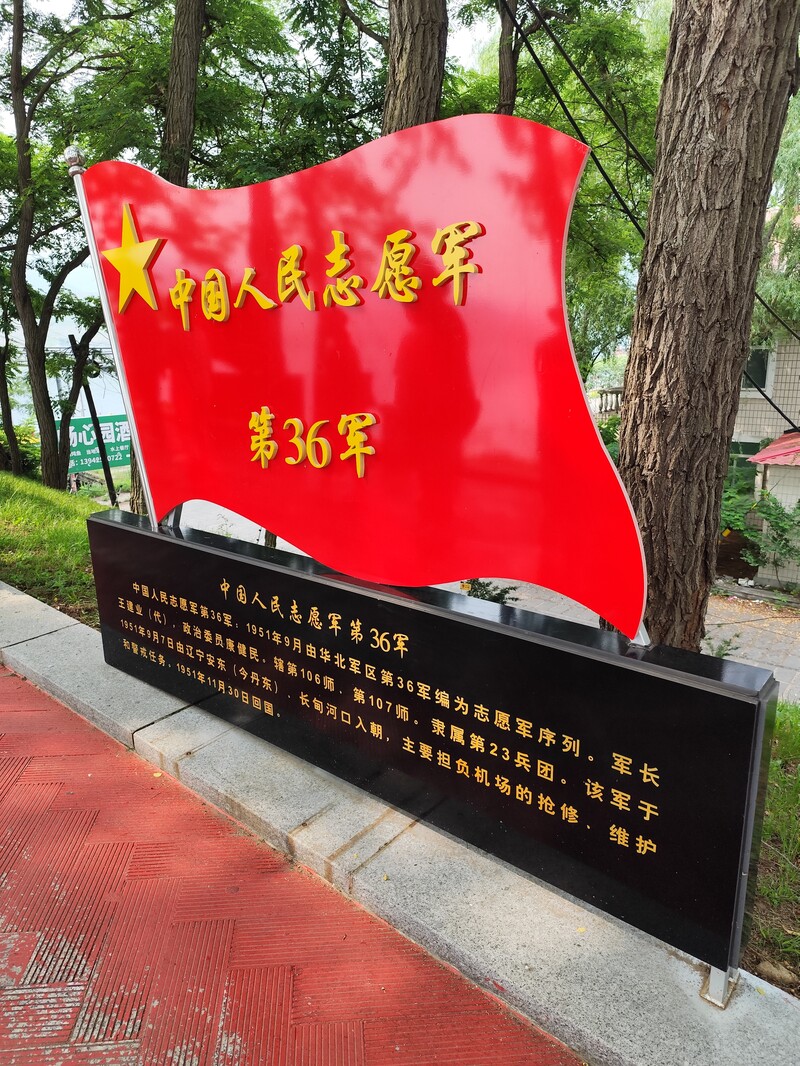 中国人民志愿军
第36军
中国人民志愿军第36军
中国人民志愿军第36军：1951年9月由华北军区第36军编为志愿军序列。军长
王建业（代），政治委员康健民。辖第106师、第107师。隶属第23兵团。该军于
1951年9月7日由辽宁安东（今丹东），长甸河口入朝，主要担负机场的抢修、维护
和警戒任务。1951年11月30日回国。
心园酒